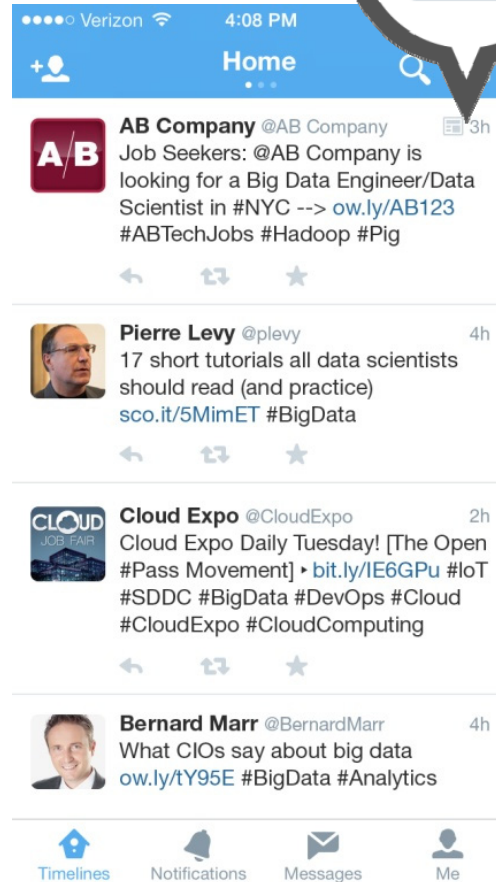 Verizon 4:08 PM
Home
A/B
AB Company @AB Company 3h
Job Seekers: @AB Company is
looking for a Big Data Engineer/Data
Scientist in #NYC --> ow.ly/AB123
#ABTechJobs #Hadoop #Pig
Pierre Levy @plevy 4h
17 short tutorials all data scientists
should read (and practice)
sco.it/5MimET #BigData
CLOUD
JOB FAIR
Cloud Expo @CloudExpo 2h
Cloud Expo Daily Tuesday! [The Open
#Pass Movement] ‣ bit.ly/IE6GPu #IoT
#SDDC #BigData #DevOps #Cloud
#CloudExpo #CloudComputing
Bernard Marr @BernardMarr 4h
What CIOs say about big data
ow.ly/tY95E #BigData #Analytics
Timelines Notifications Messages Me